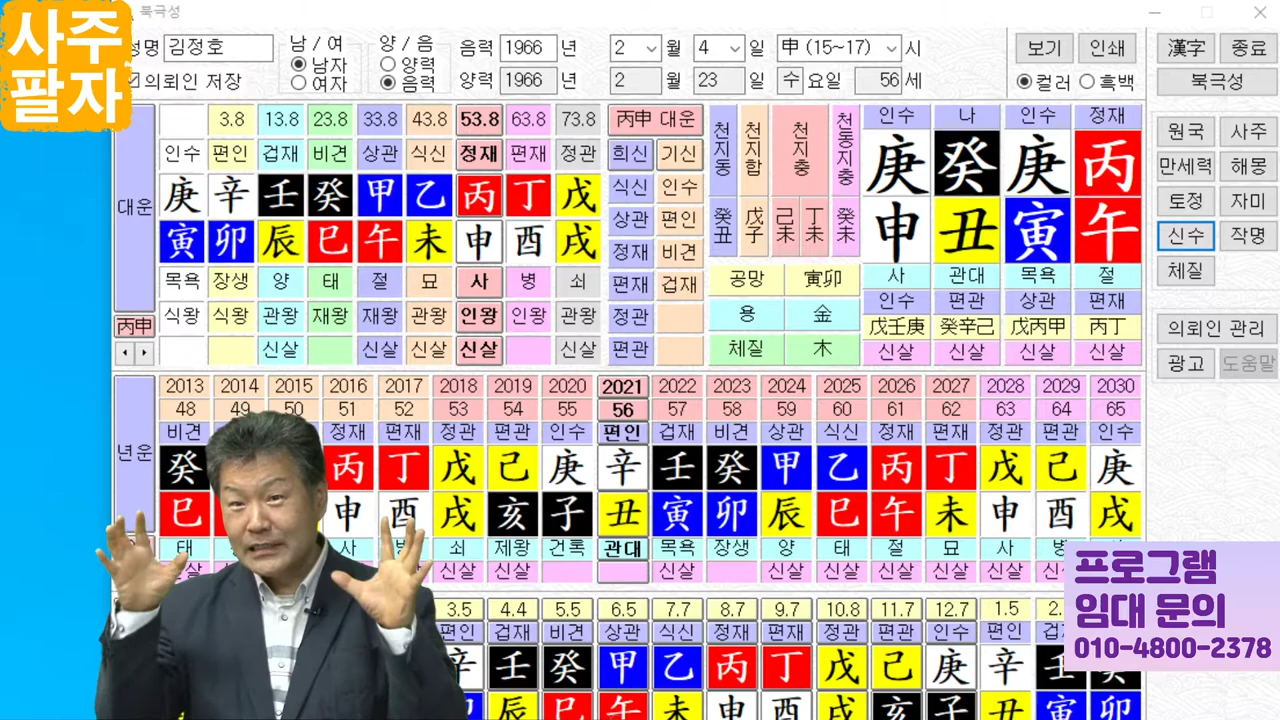 북극성
사주
팔자
성명 김정호
의뢰인 저장
남 / 여
남자
여자
양 / 음
양력
음력
음력 1966 년 2 월 4 일 申 (15~17) 시
양력 1966 년 2 월 23 일 수 요일 56 세
보기 인쇄
컬러 흑백
漢字 종료
북극성
원국 사주
만세력 해몽
토정 자미
신수 작명
체질
의뢰인 관리
광고 도움말
대운
丙申
3.8 13.8 23.8 33.8 43.8 53.8 63.8 73.8
인수 편인 겁재 비견 상관 식신 정재 편재 정관
庚 辛 壬 癸 甲 乙 丙 丁 戊
寅 卯 辰 巳 午 未 申 酉 戌
목욕 장생 양 태 절 묘 사 병 쇠
식왕 식왕 관왕 재왕 재왕 관왕 인왕 인왕 관왕
신살 신살 신살 신살 신살
丙申 대운
희신 기신
식신 인수
상관 편인
정재 비견
편재 겁재
정관
편관
천지동 천지합 천지충 천동지충
癸丑 戊子 己未 丁未 癸未
공망 寅卯
용 金
체질 木
인수 나 인수 정재
庚 癸 庚 丙
申 丑 寅 午
사 관대 목욕 절
인수 편관 상관 편재
戊壬庚 癸辛己 戊丙甲 丙丁
신살 신살 신살 신살
년운
2013 2014 2015 2016 2017 2018 2019 2020 2021 2022 2023 2024 2025 2026 2027 2028 2029 2030
48 49 50 51 52 53 54 55 56 57 58 59 60 61 62 63 64 65
비견 정재 편재 정관 편관 인수 편인 겁재 비견 상관 식신 정재 편재 정관 편관 인수
癸 丙 丁 戊 己 庚 辛 壬 癸 甲 乙 丙 丁 戊 己 庚
巳 申 酉 戌 亥 子 丑 寅 卯 辰 巳 午 未 申 酉 戌
태 사 병 쇠 제왕 건록 관대 목욕 장생 양 태 절 묘 사 병
신살 신살 신살 신살 신살 신살 신살 신살 신살
3.5 4.4 5.5 6.5 7.7 8.7 9.7 10.8 11.7 12.7 1.5
편인 겁재 비견 상관 식신 정재 편재 정관 편관 인수 편인
辛 壬 癸 甲 乙 丙 丁 戊 己 庚 辛 壬 癸
辰 巳 午 未 申 酉 戌 亥 子 丑 寅 卯
프로그램
임대 문의
010-4800-2378